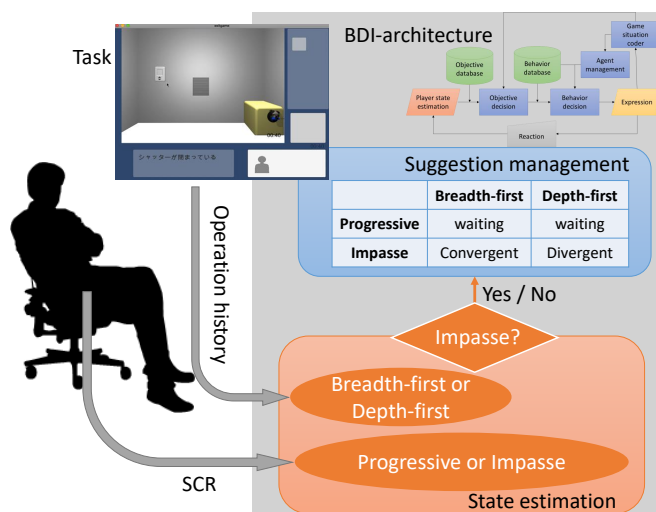 Task
BDI-architecture
Game
situation
coder
Objective
database
Behavior
database
Agent
management
Player state
estimation
Objective
decision
Behavior
decision
Expression
Reaction
00:40
シャッターが閉まっている
Suggestion management
Breadth-first Depth-first
Progressive waiting waiting
Impasse Convergent Divergent
Operation history
Yes / No
Impasse?
Breadth-first or
Depth-first
Progressive or Impasse
SCR
State estimation